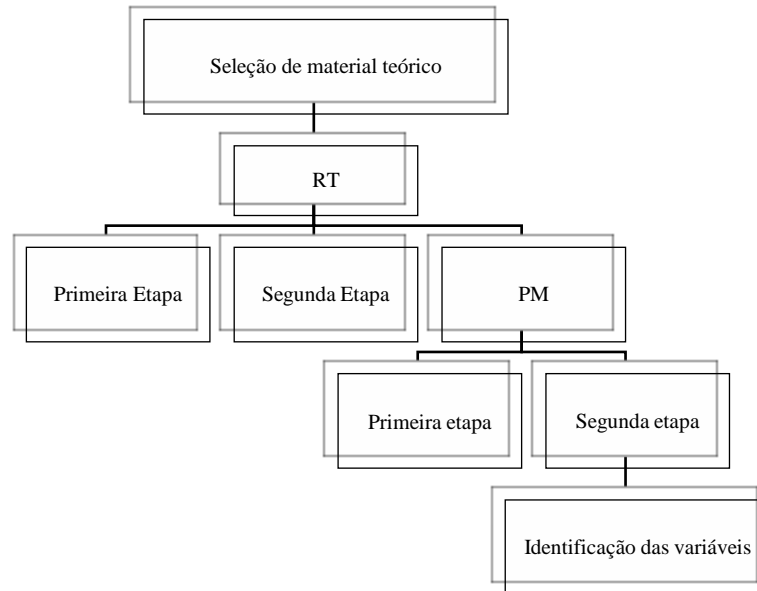 Seleção de material teórico
RT
Primeira Etapa
Segunda Etapa
PM
Primeira etapa
Segunda etapa
Identificação das variáveis